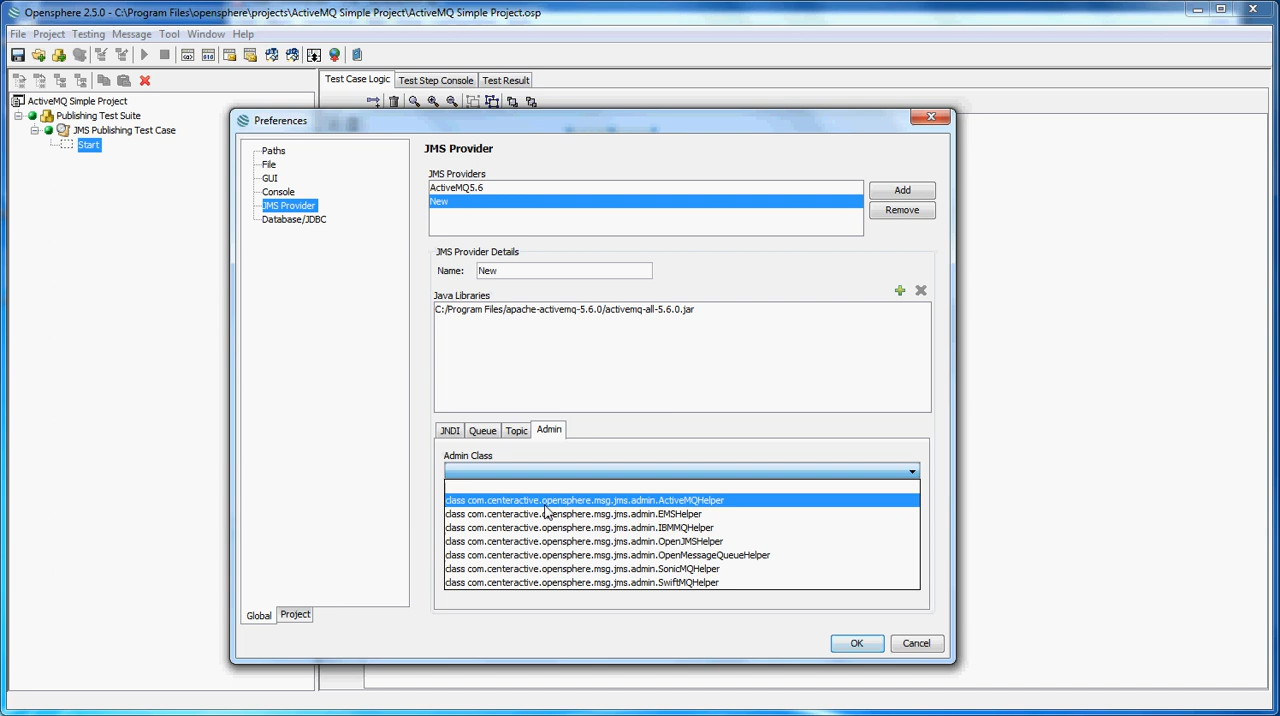 Opensphere 2.5.0 - C:\Program Files\opensphere\projects\ActiveMQ Simple Project\ActiveMQ Simple Project.osp
File Project Testing Message Tool Window Help
Test Case Logic Test Step Console Test Result
ActiveMQ Simple Project
Publishing Test Suite
JMS Publishing Test Case
Start
Preferences
Paths
File
GUI
Console
JMS Provider
Database/JDBC
Global Project
JMS Provider
JMS Providers
ActiveMQ5.6
New
Add
Remove
JMS Provider Details
Name: New
Java Libraries
C:/Program Files/apache-activemq-5.6.0/activemq-all-5.6.0.jar
JNDI Queue Topic Admin
Admin Class
class com.centeractive.opensphere.msg.jms.admin.ActiveMQHelper
class com.centeractive.opensphere.msg.jms.admin.EMSHelper
class com.centeractive.opensphere.msg.jms.admin.IBMMQHelper
class com.centeractive.opensphere.msg.jms.admin.OpenJMSHelper
class com.centeractive.opensphere.msg.jms.admin.OpenMessageQueueHelper
class com.centeractive.opensphere.msg.jms.admin.SonicMQHelper
class com.centeractive.opensphere.msg.jms.admin.SwiftMQHelper
OK Cancel